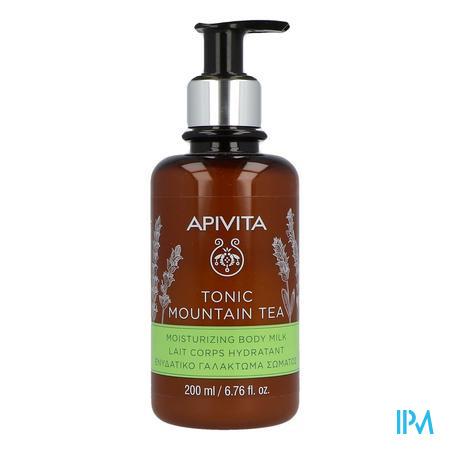 APIVITA
TONIC
MOUNTAIN TEA
MOISTURIZING BODY MILK
LAIT CORPS HYDRATANT
ΕΝΥΔΑΤΙΚΟ ΓΑΛΑΚΤΩΜΑ ΣΩΜΑΤΟΣ
200 ml / 6.76 fl. oz.
IPM